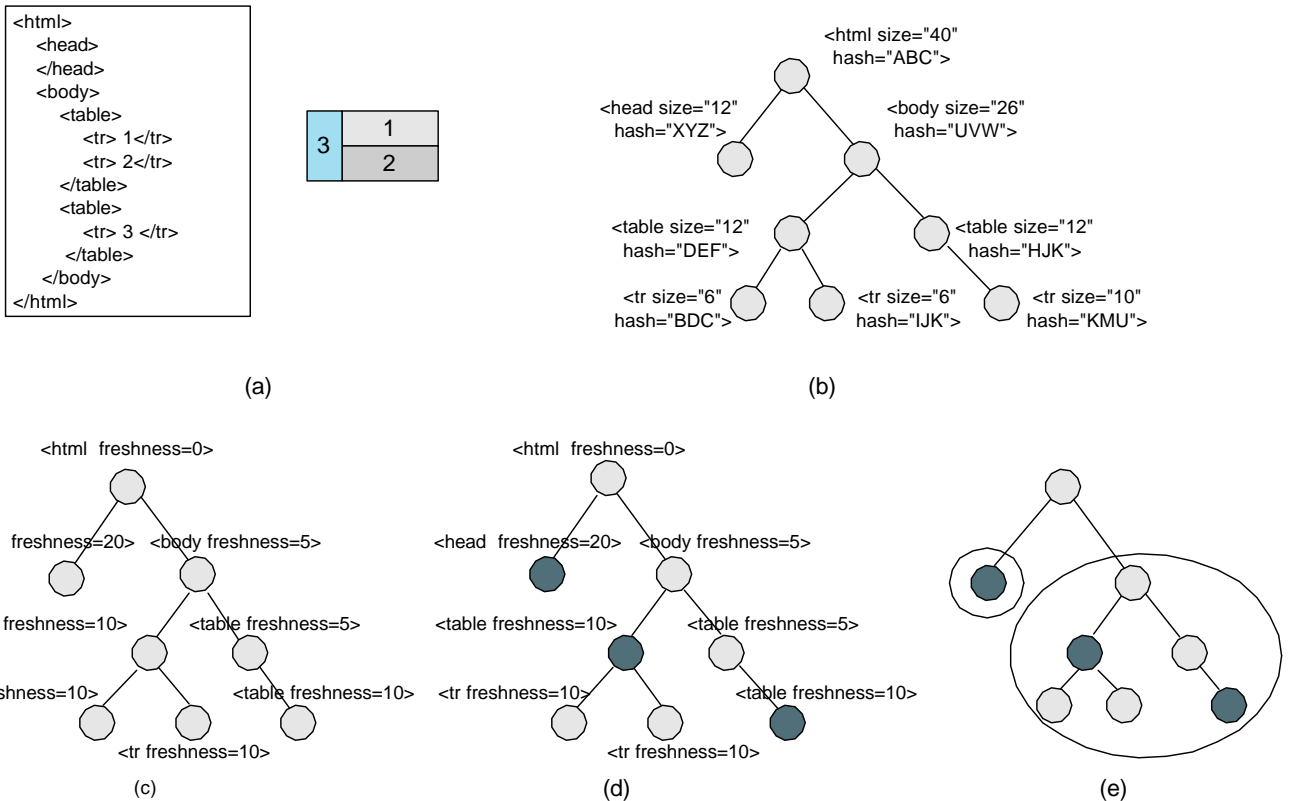 <html>
<head>
</head>
<body>
<table>
<tr> 1</tr>
<tr> 2</tr>
</table>
<table>
<tr> 3 </tr>
</table>
</body>
</html>
3
1
2
(a)
<html size="40"
hash="ABC">
<head size="12"
hash="XYZ">
<body size="26"
hash="UVW">
<table size="12"
hash="DEF">
<table size="12"
hash="HJK">
<tr size="6"
hash="BDC">
<tr size="6"
hash="IJK">
<tr size="10"
hash="KMU">
(b)
<html freshness=0>
freshness=20>
<body freshness=5>
freshness=10>
<table freshness=5>
shness=10>
<table freshness=10>
<tr freshness=10>
(c)
<html freshness=0>
<head freshness=20>
<body freshness=5>
<table freshness=10>
<table freshness=5>
<tr freshness=10>
<table freshness=10>
<tr freshness=10>
(d)
(e)